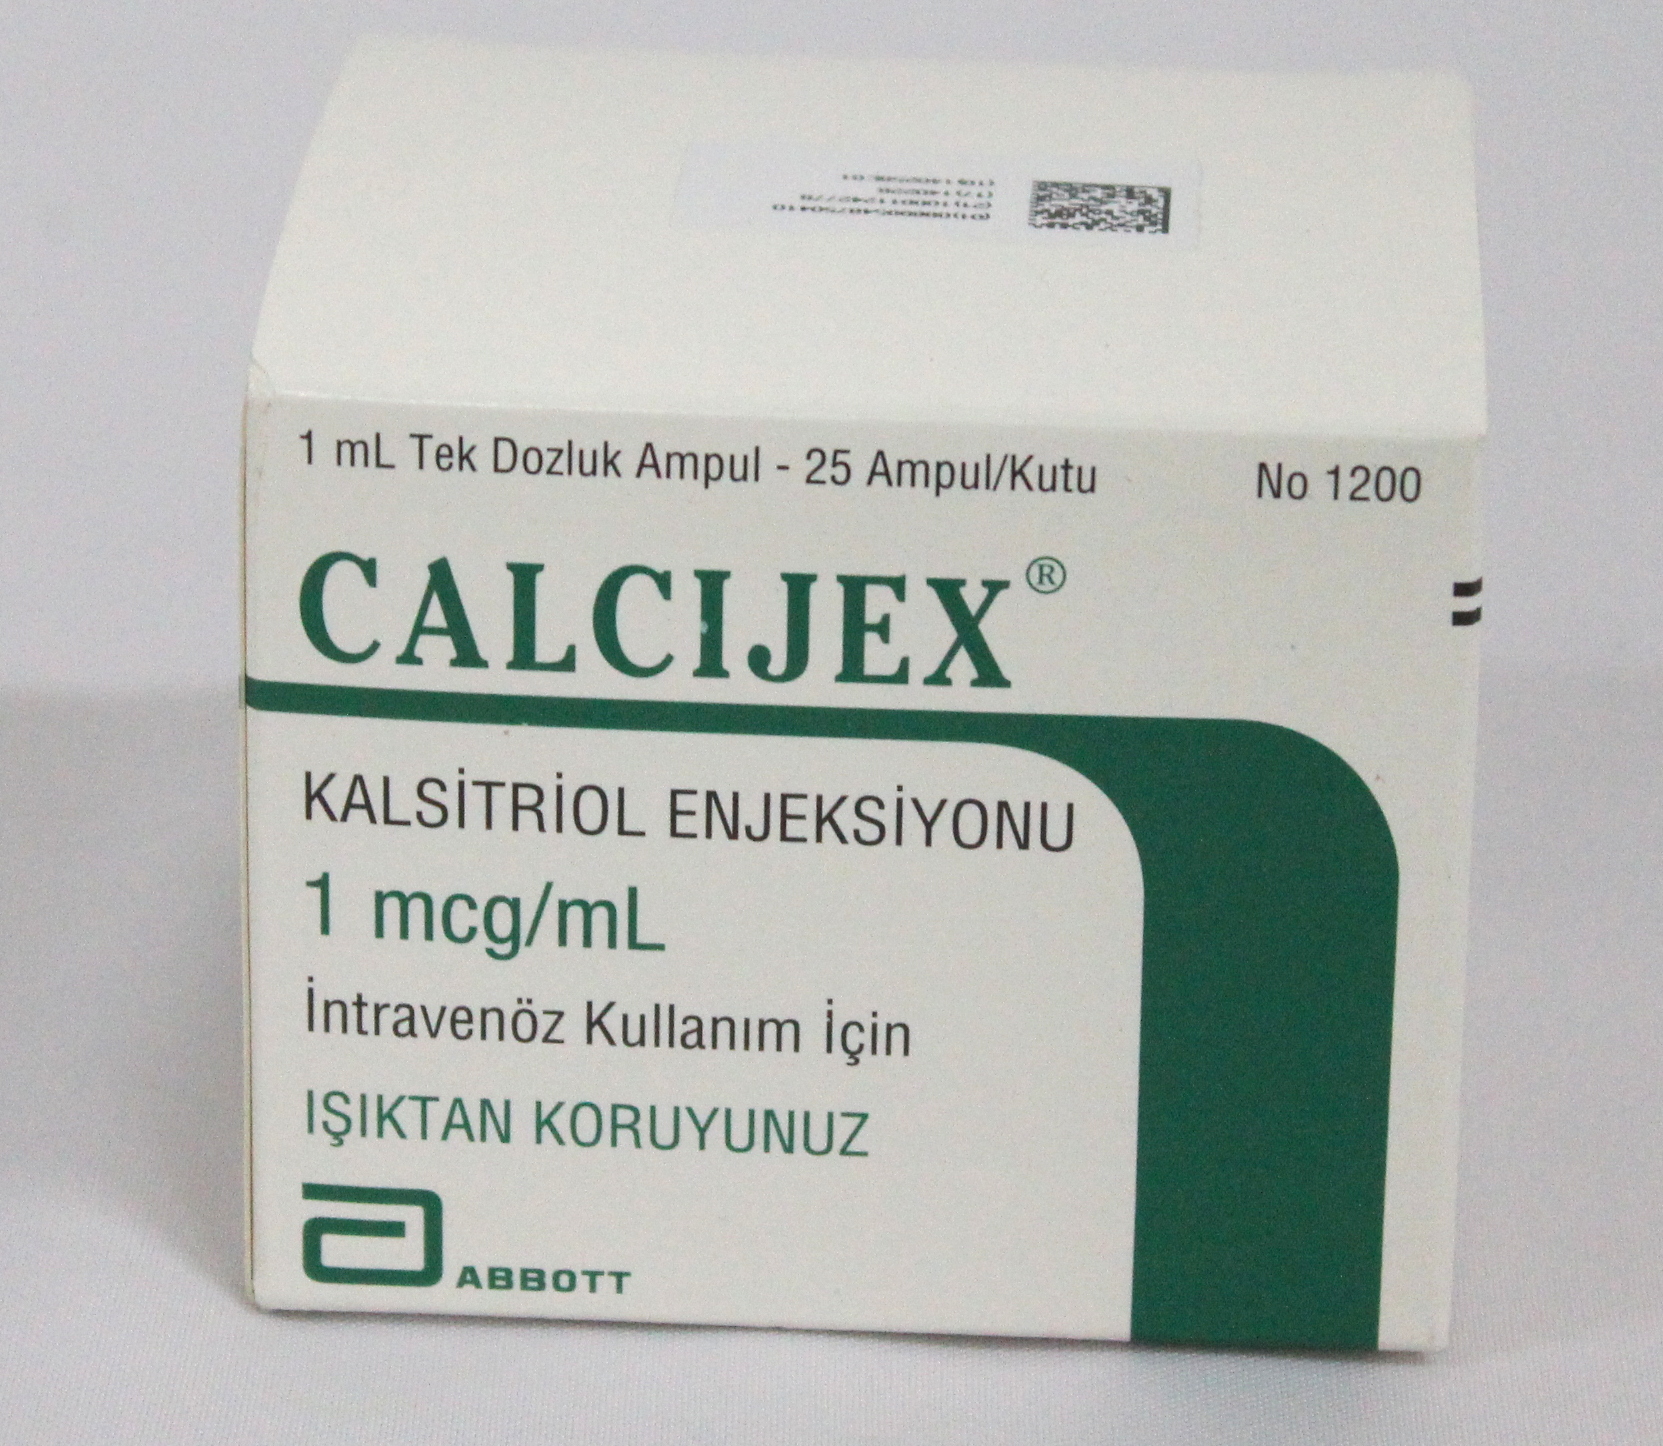 1 mL Tek Dozluk Ampul - 25 Ampul/Kutu No 1200
CALCIJEX®
KALSİTRİOL ENJEKSİYONU
1 mcg/mL
İntravenöz Kullanım İçin
IŞIKTAN KORUYUNUZ
ABBOTT